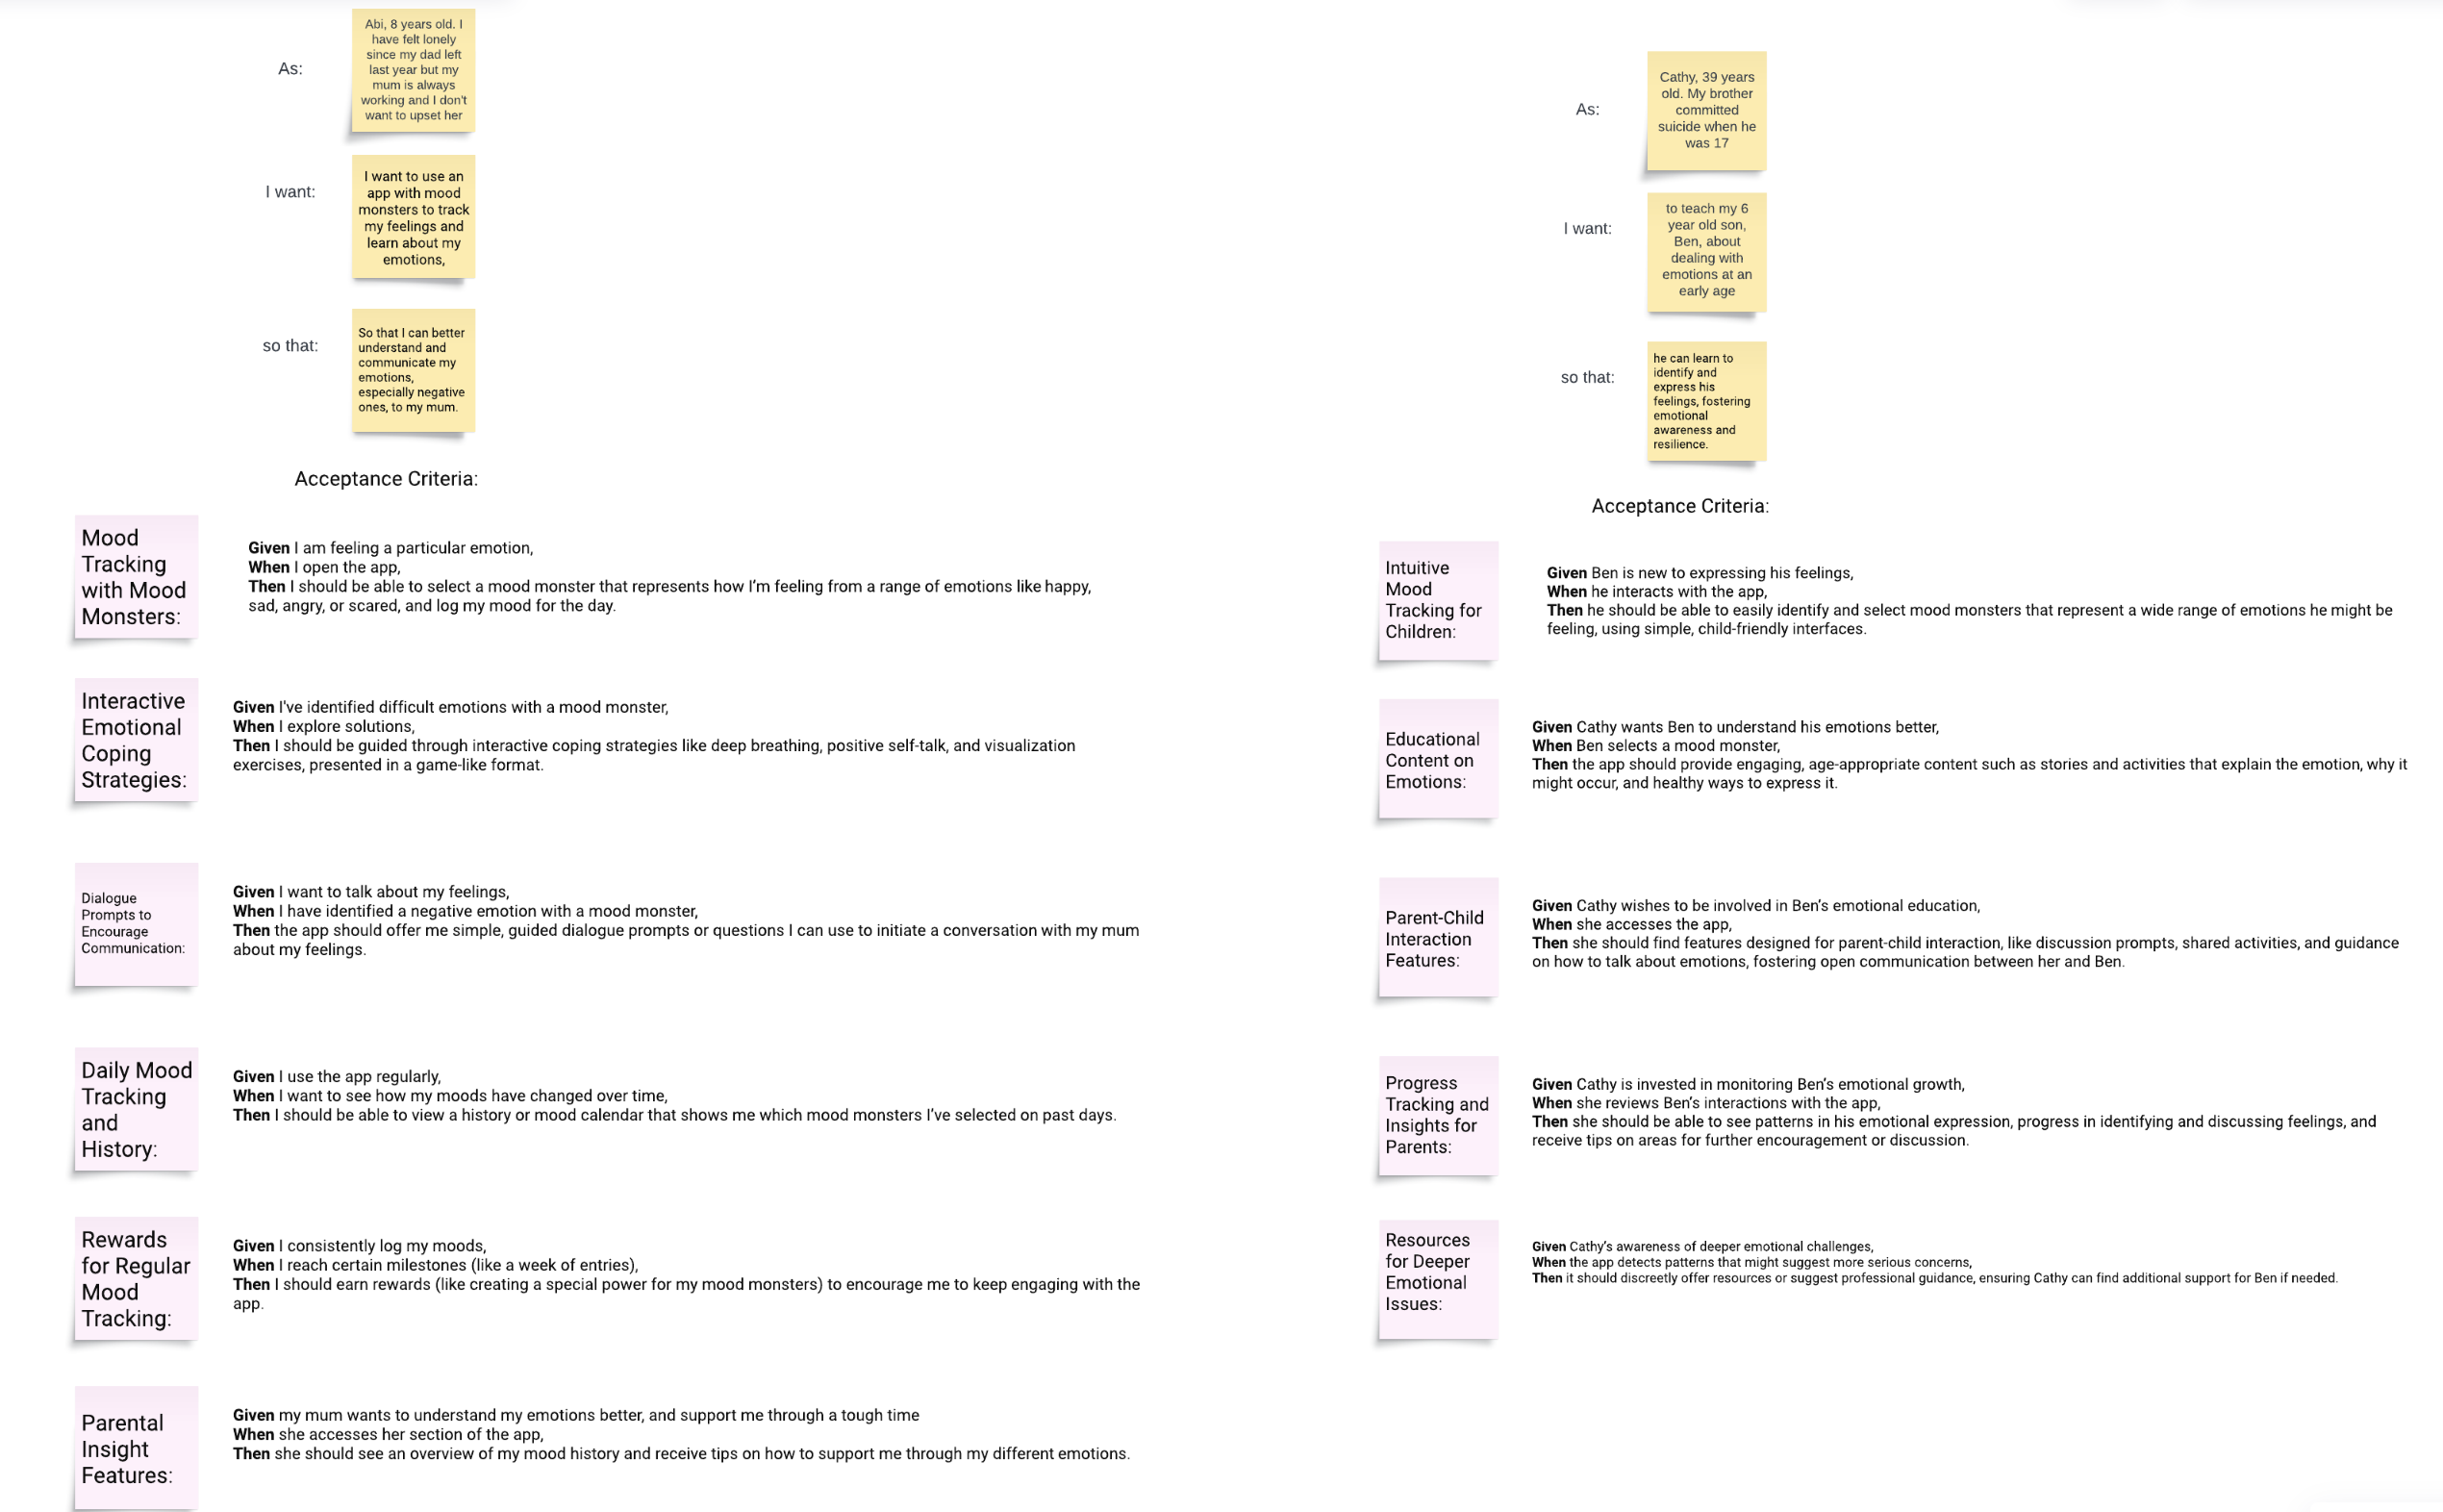 As:
Abi, 8 years old. I
have felt lonely
since my dad left
last year but my
mum is always
working and I don't
want to upset her
I want:
I want to use an
app with mood
monsters to track
my feelings and
learn about my
emotions,
so that:
So that I can better
understand and
communicate my
emotions,
especially negative
ones, to my mum.
Acceptance Criteria:
Mood
Tracking
with Mood
Monsters:
Given I am feeling a particular emotion,
When I open the app,
Then I should be able to select a mood monster that represents how I'm feeling from a range of emotions like happy,
sad, angry, or scared, and log my mood for the day.
Interactive
Emotional
Coping
Strategies:
Given I've identified difficult emotions with a mood monster,
When I explore solutions,
Then I should be guided through interactive coping strategies like deep breathing, positive self-talk, and visualization
exercises, presented in a game-like format.
Dialogue
Prompts to
Encourage
Communication:
Given I want to talk about my feelings,
When I have identified a negative emotion with a mood monster,
Then the app should offer me simple, guided dialogue prompts or questions I can use to initiate a conversation with my mum
about my feelings.
Daily Mood
Tracking
and
History:
Given I use the app regularly,
When I want to see how my moods have changed over time,
Then I should be able to view a history or mood calendar that shows me which mood monsters I've selected on past days.
Rewards
for Regular
Mood
Tracking:
Given I consistently log my moods,
When I reach certain milestones (like a week of entries),
Then I should earn rewards (like creating a special power for my mood monsters) to encourage me to keep engaging with the
app.
Parental
Insight
Features:
Given my mum wants to understand my emotions better, and support me through a tough time
When she accesses her section of the app,
Then she should see an overview of my mood history and receive tips on how to support me through my different emotions.
As:
Cathy, 39 years
old. My brother
committed
suicide when he
was 17
I want:
to teach my 6
year old son,
Ben, about
dealing with
emotions at an
early age
so that:
he can learn to
identify and
express his
feelings, fostering
emotional
awareness and
resilience.
Acceptance Criteria:
Intuitive
Mood
Tracking for
Children:
Given Ben is new to expressing his feelings,
When he interacts with the app,
Then he should be able to easily identify and select mood monsters that represent a wide range of emotions he might be
feeling, using simple, child-friendly interfaces.
Educational
Content on
Emotions:
Given Cathy wants Ben to understand his emotions better,
When Ben selects a mood monster,
Then the app should provide engaging, age-appropriate content such as stories and activities that explain the emotion, why it
might occur, and healthy ways to express it.
Parent-Child
Interaction
Features:
Given Cathy wishes to be involved in Ben's emotional education,
When she accesses the app,
Then she should find features designed for parent-child interaction, like discussion prompts, shared activities, and guidance
on how to talk about emotions, fostering open communication between her and Ben.
Progress
Tracking and
Insights for
Parents:
Given Cathy is invested in monitoring Ben's emotional growth,
When she reviews Ben's interactions with the app,
Then she should be able to see patterns in his emotional expression, progress in identifying and discussing feelings, and
receive tips on areas for further encouragement or discussion.
Resources
for Deeper
Emotional
Issues:
Given Cathy's awareness of deeper emotional challenges,
When the app detects patterns that might suggest more serious concerns,
Then it should discreetly offer resources or suggest professional guidance, ensuring Cathy can find additional support for Ben if needed.